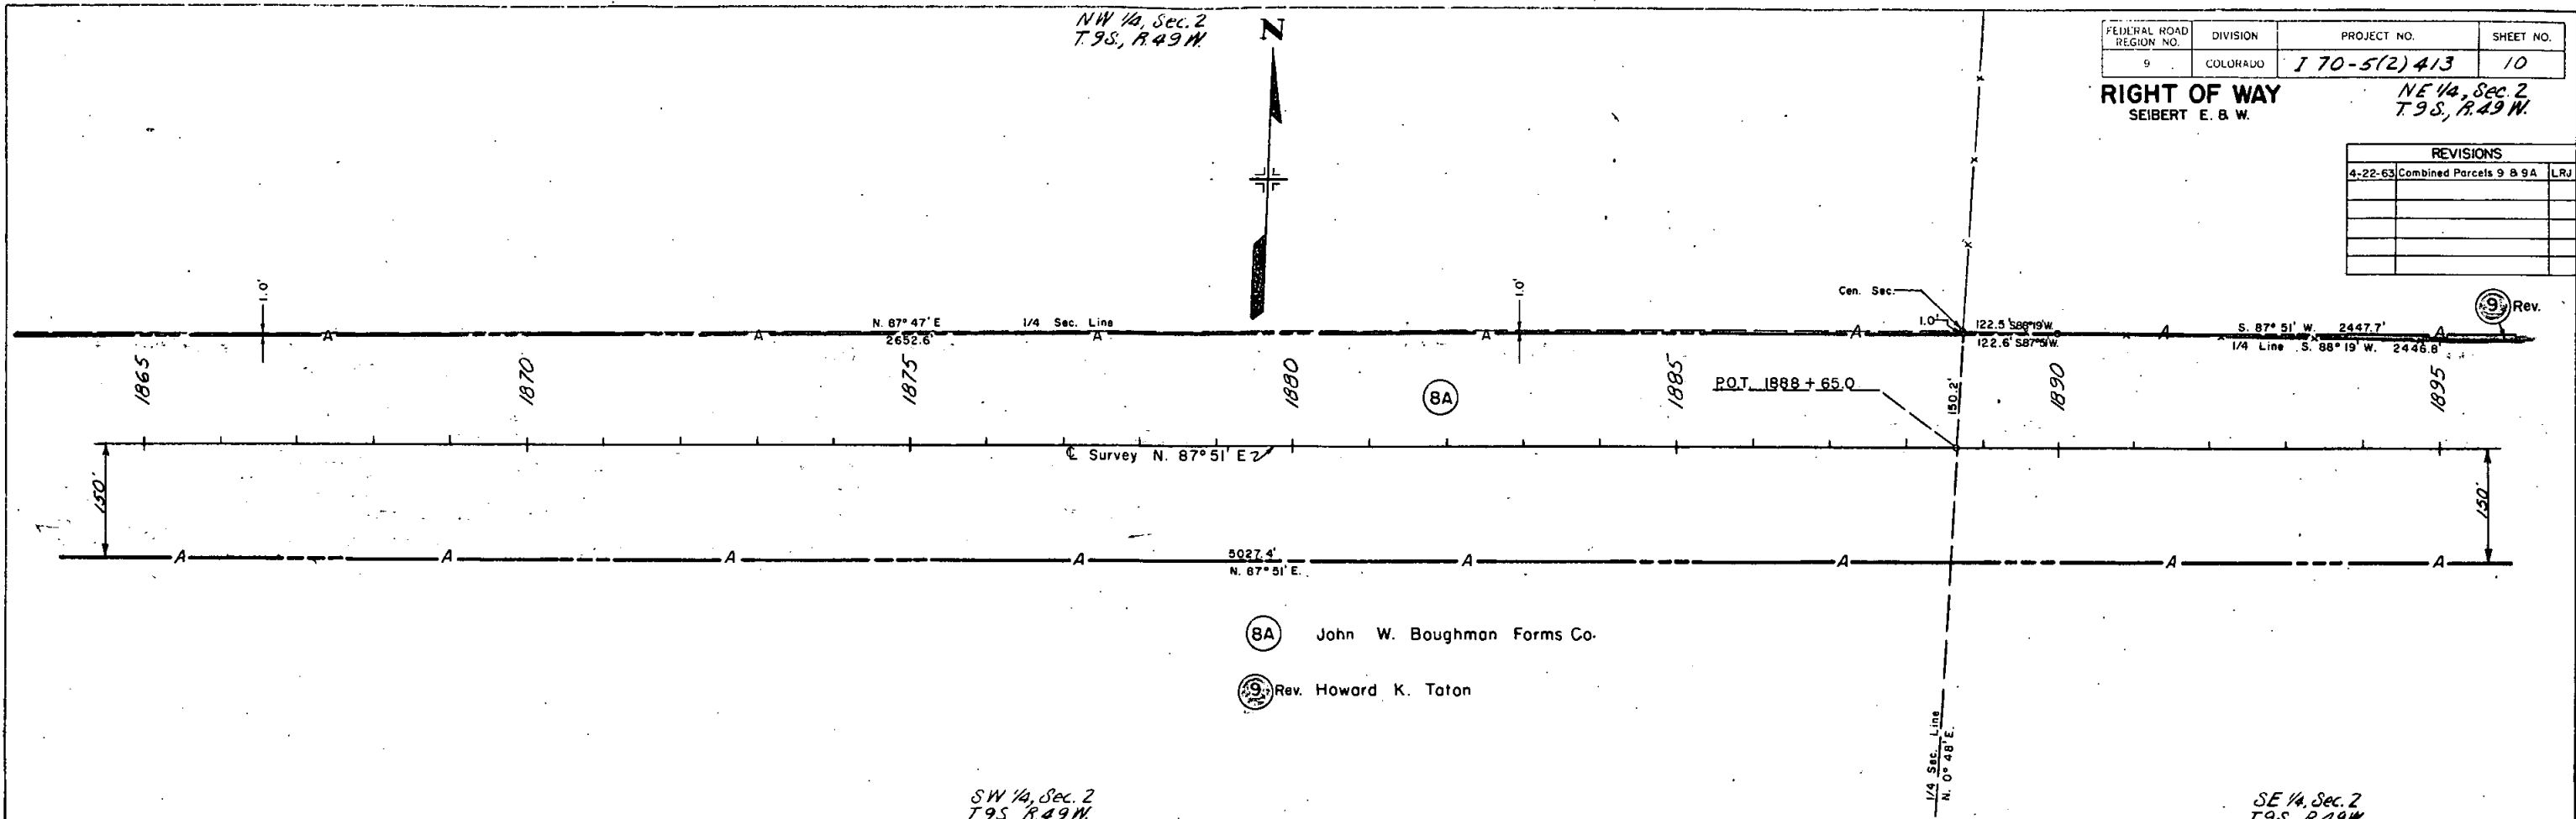 NW 1/4, Sec. 2
T. 9S., R. 49 W.
N
FEDERAL ROAD REGION NO. DIVISION PROJECT NO. SHEET NO.
9 COLORADO I 70-5(2)413 10
RIGHT OF WAY
SEIBERT E. & W.
NE 1/4, Sec. 2
T. 9 S., R. 49 W.
REVISIONS
4-22-63 Combined Parcels 9 & 9A LRJ
9 Rev.
1.0'
1.0'
Cen. Sec.
1.0'
A A A A A A A
N. 87° 47' E 1/4 Sec. Line
2652.6'
122.5' S88°19'W.
122.6' S87°51'W.
S. 87° 51' W. 2447.7'
1/4 Line S. 88° 19' W. 2446.8'
1865 1870 1875 1880 1885 1890 1895
8A
P.O.T. 1888 + 65.0
150.2'
℄ Survey N. 87° 51' E
150'
150'
A A A A A A A A
5027.4'
N. 87° 51' E.
8A John W. Boughman Forms Co.
9 Rev. Howard K. Taton
1/4 Sec. Line
N. 0° 48' E.
SW 1/4, Sec. 2
T 9 S., R. 49 W.
SE 1/4, Sec. 2
T. 9 S., R. 49 W.